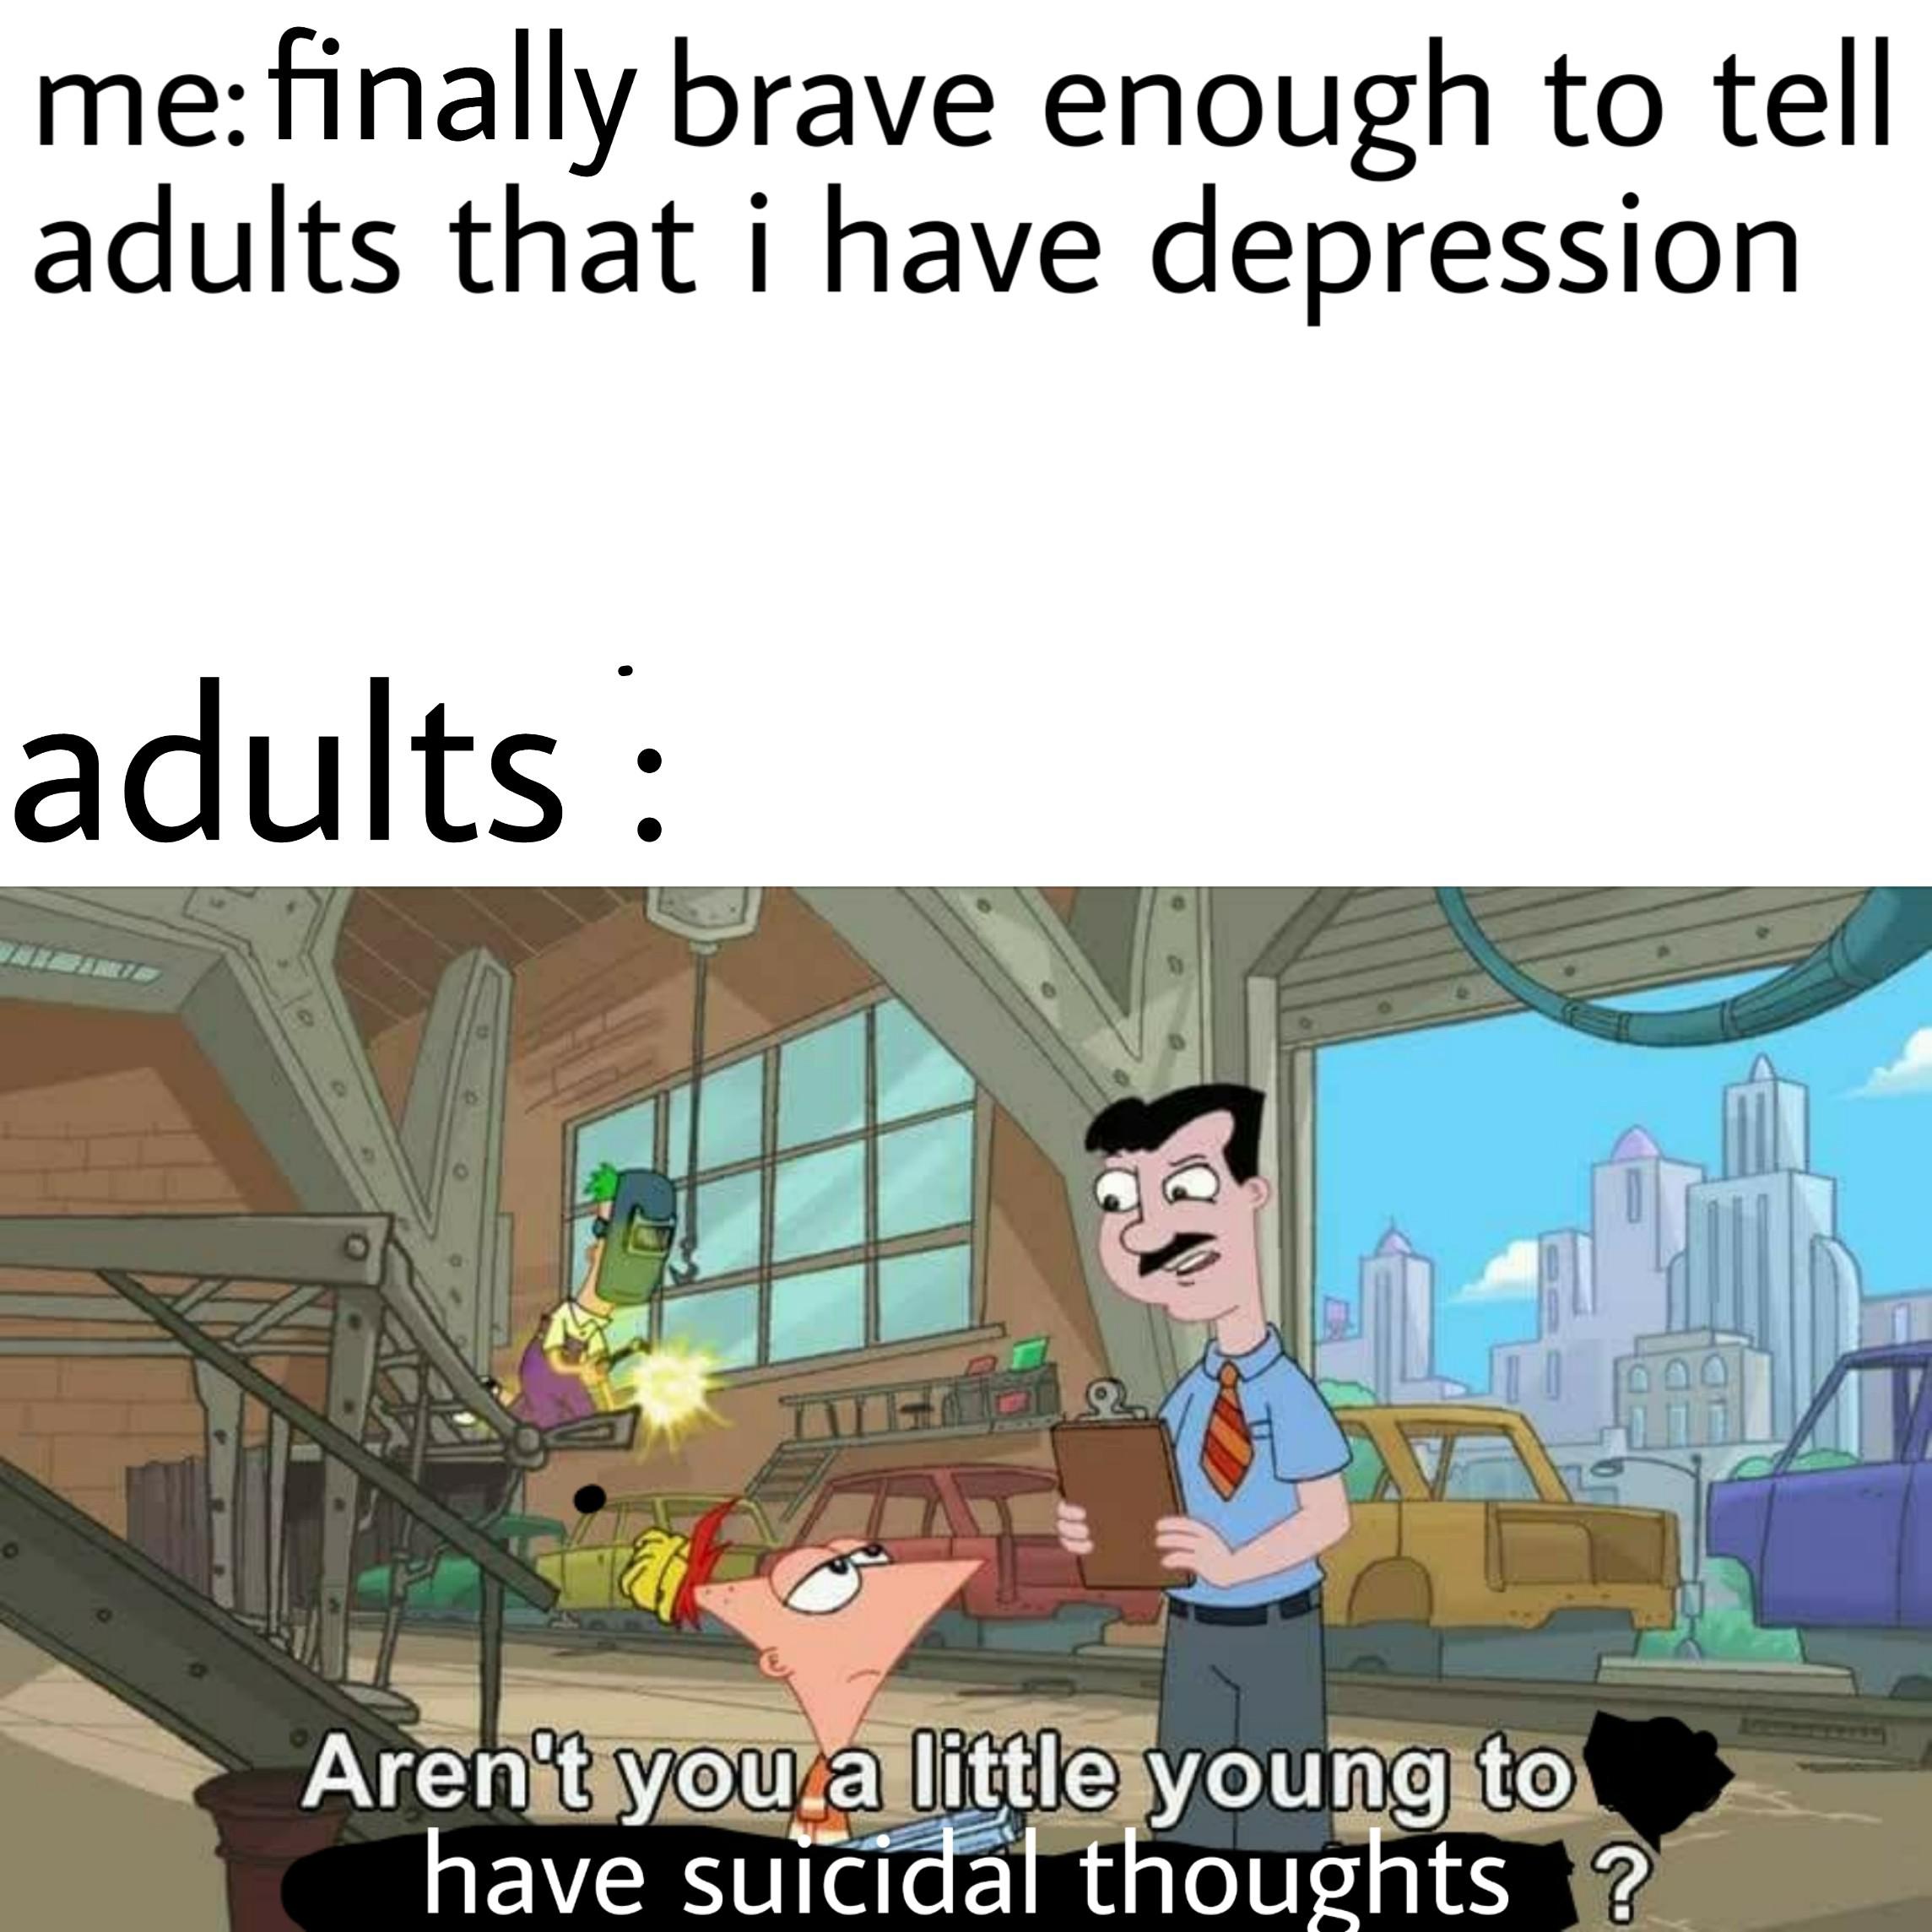 me: finally brave enough to tell
adults that i have depression
adults :
Aren't you a little young to
have suicidal thoughts ?